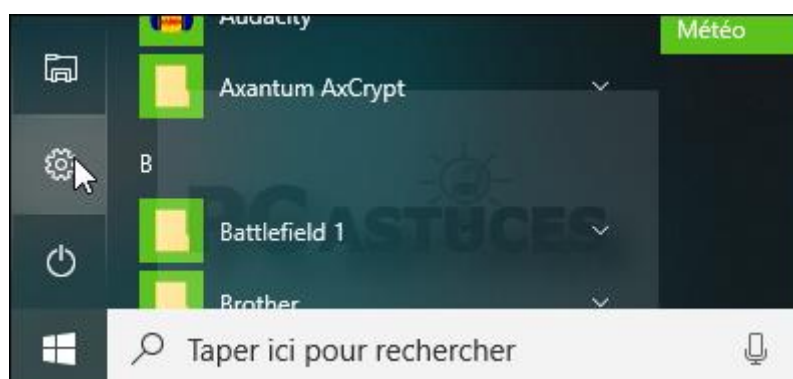 Audacity
Météo
Axantum AxCrypt
B
PC ASTUCES
Battlefield 1
Brother
Taper ici pour rechercher